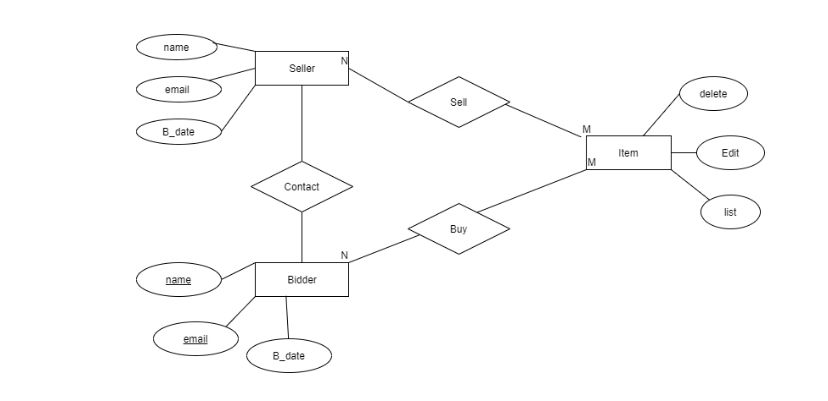 name
N
Seller
email
delete
Sell
B_date
M
Item
Edit
M
Contact
list
Buy
N
name
Bidder
email
B_date